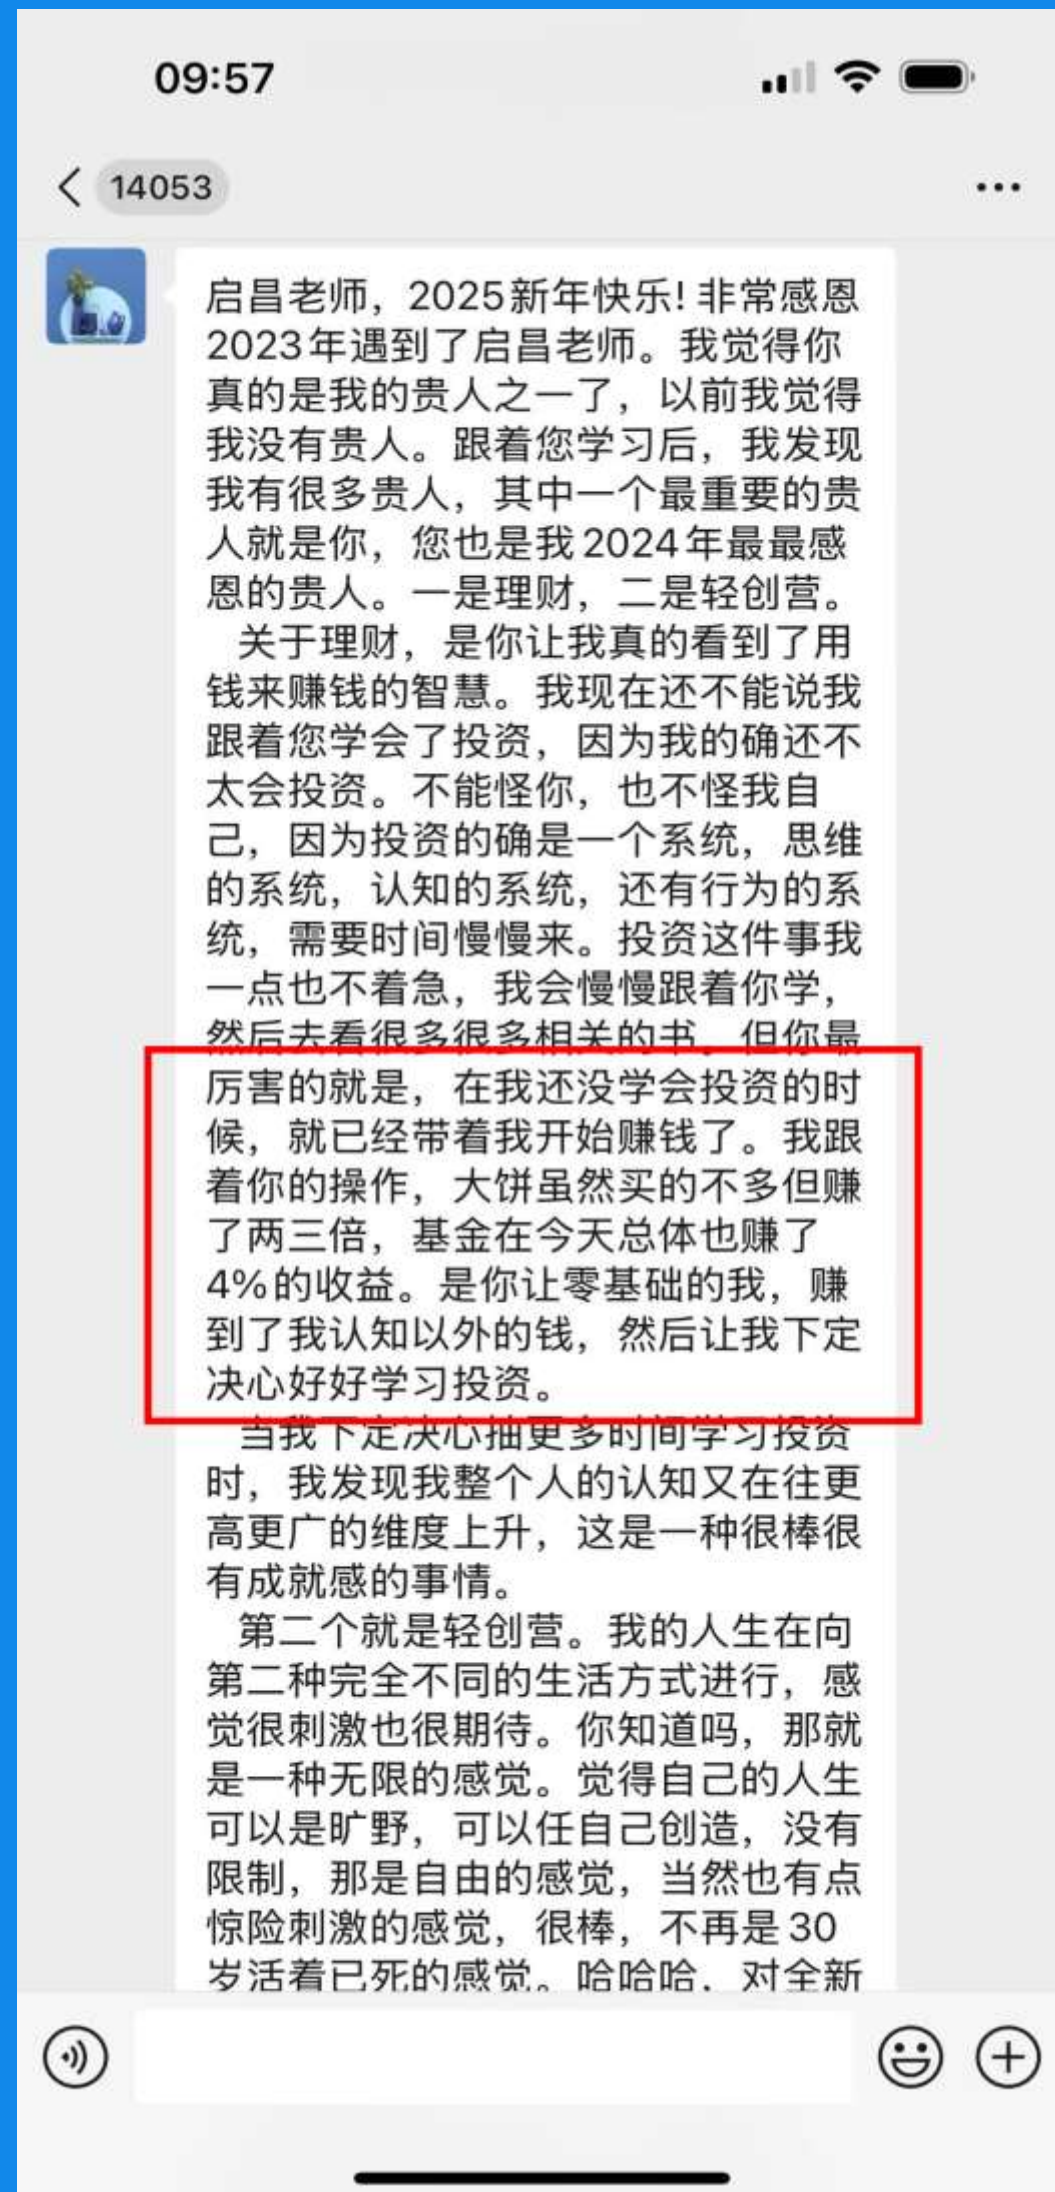 09:57
14053
启昌老师，2025新年快乐! 非常感恩
2023年遇到了启昌老师。我觉得你
真的是我的贵人之一了，以前我觉得
我没有贵人。跟着您学习后，我发现
我有很多贵人，其中一个最重要的贵
人就是你，您也是我2024年最最感
恩的贵人。一是理财，二是轻创营。
关于理财，是你让我真的看到了用
钱来赚钱的智慧。我现在还不能说我
跟着您学会了投资，因为我的确还不
太会投资。不能怪你，也不怪我自
己，因为投资的确是一个系统，思维
的系统，认知的系统，还有行为的系
统，需要时间慢慢来。投资这件事我
一点也不着急，我会慢慢跟着你学，
然后去看很多很多相关的书。但你最
厉害的就是，在我还没学会投资的时
候，就已经带着我开始赚钱了。我跟
着你的操作，大饼虽然买的不多但赚
了两三倍，基金在今天总体也赚了
4%的收益。是你让零基础的我，赚
到了我认知以外的钱，然后让我下定
决心好好学习投资。
当我下定决心抽更多时间学习投资
时，我发现我整个人的认知又在往更
高更广的维度上升，这是一种很棒很
有成就感的事情。
第二个就是轻创营。我的人生在向
第二种完全不同的生活方式进行，感
觉很刺激也很期待。你知道吗，那就
是一种无限的感觉。觉得自己的人生
可以是旷野，可以任自己创造，没有
限制，那是自由的感觉，当然也有点
惊险刺激的感觉，很棒，不再是30
岁活着已死的感觉。哈哈哈，对全新